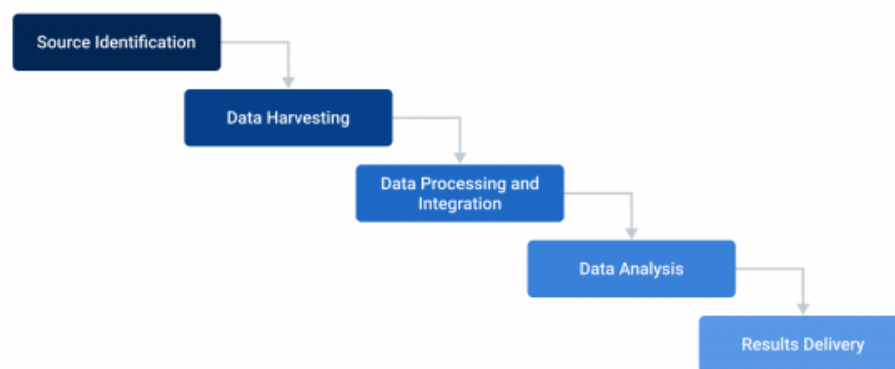 Source Identification
Data Harvesting
Data Processing and
Integration
Data Analysis
Results Delivery